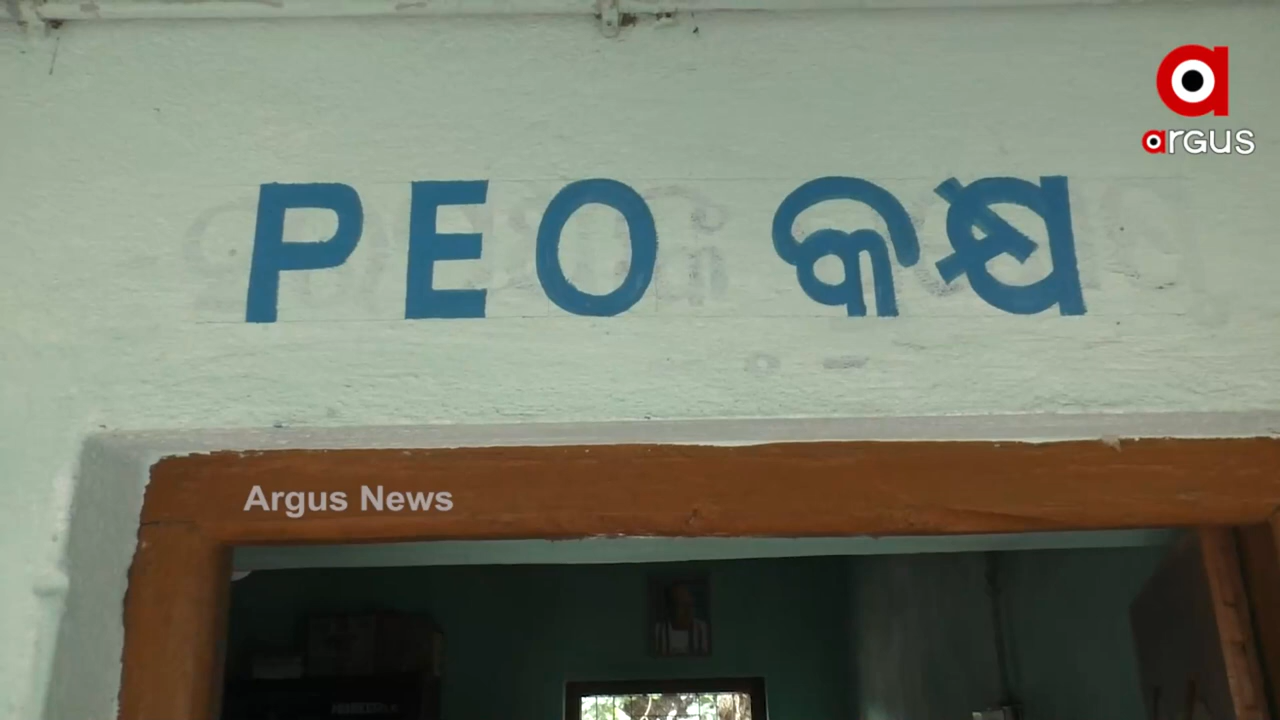 argus
PEO କକ୍ଷ
Argus News